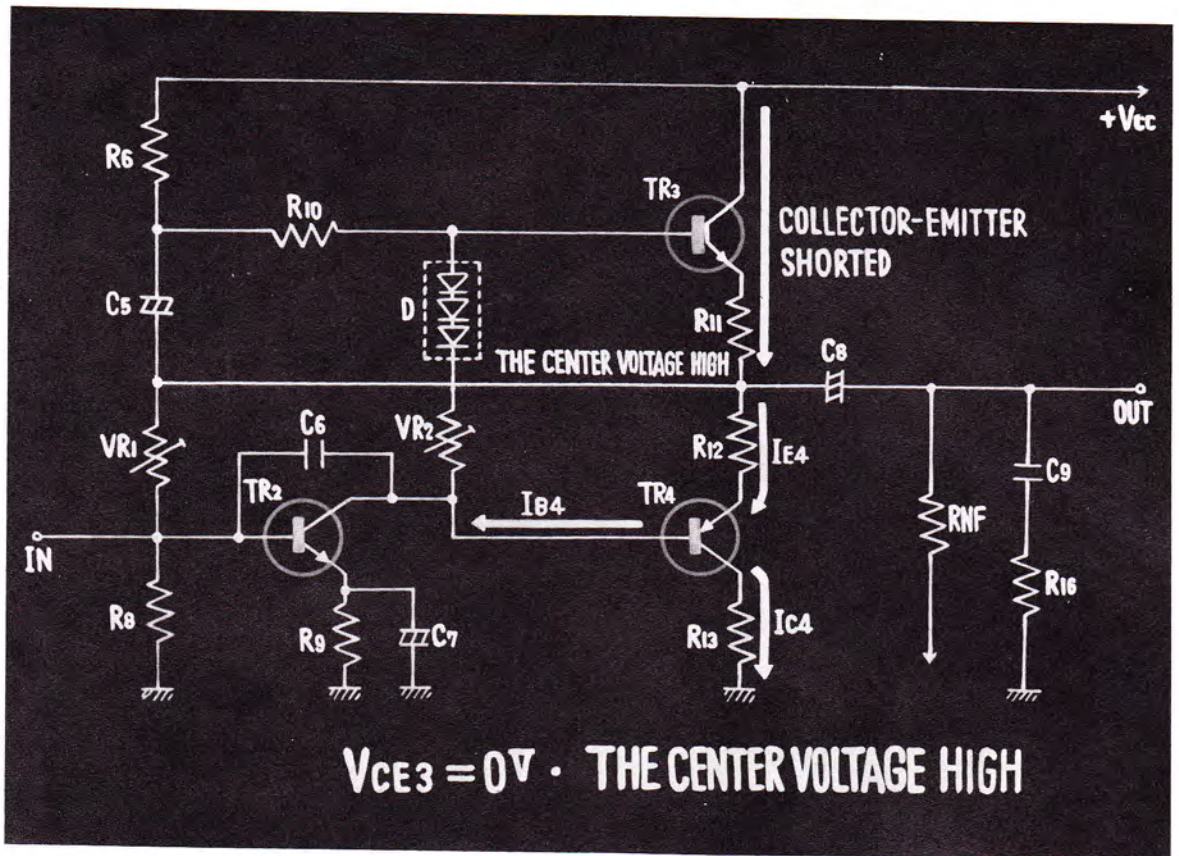 +Vcc
R6
TR3
R10
COLLECTOR-EMITTER
SHORTED
C5
D
R11
THE CENTER VOLTAGE HIGH
C8
OUT
VR1
C6
VR2
R12
IE4
C9
TR2
IB4
TR4
RNF
IN
R8
R9
C7
R13
IC4
R16
VCE3 = 0V · THE CENTER VOLTAGE HIGH